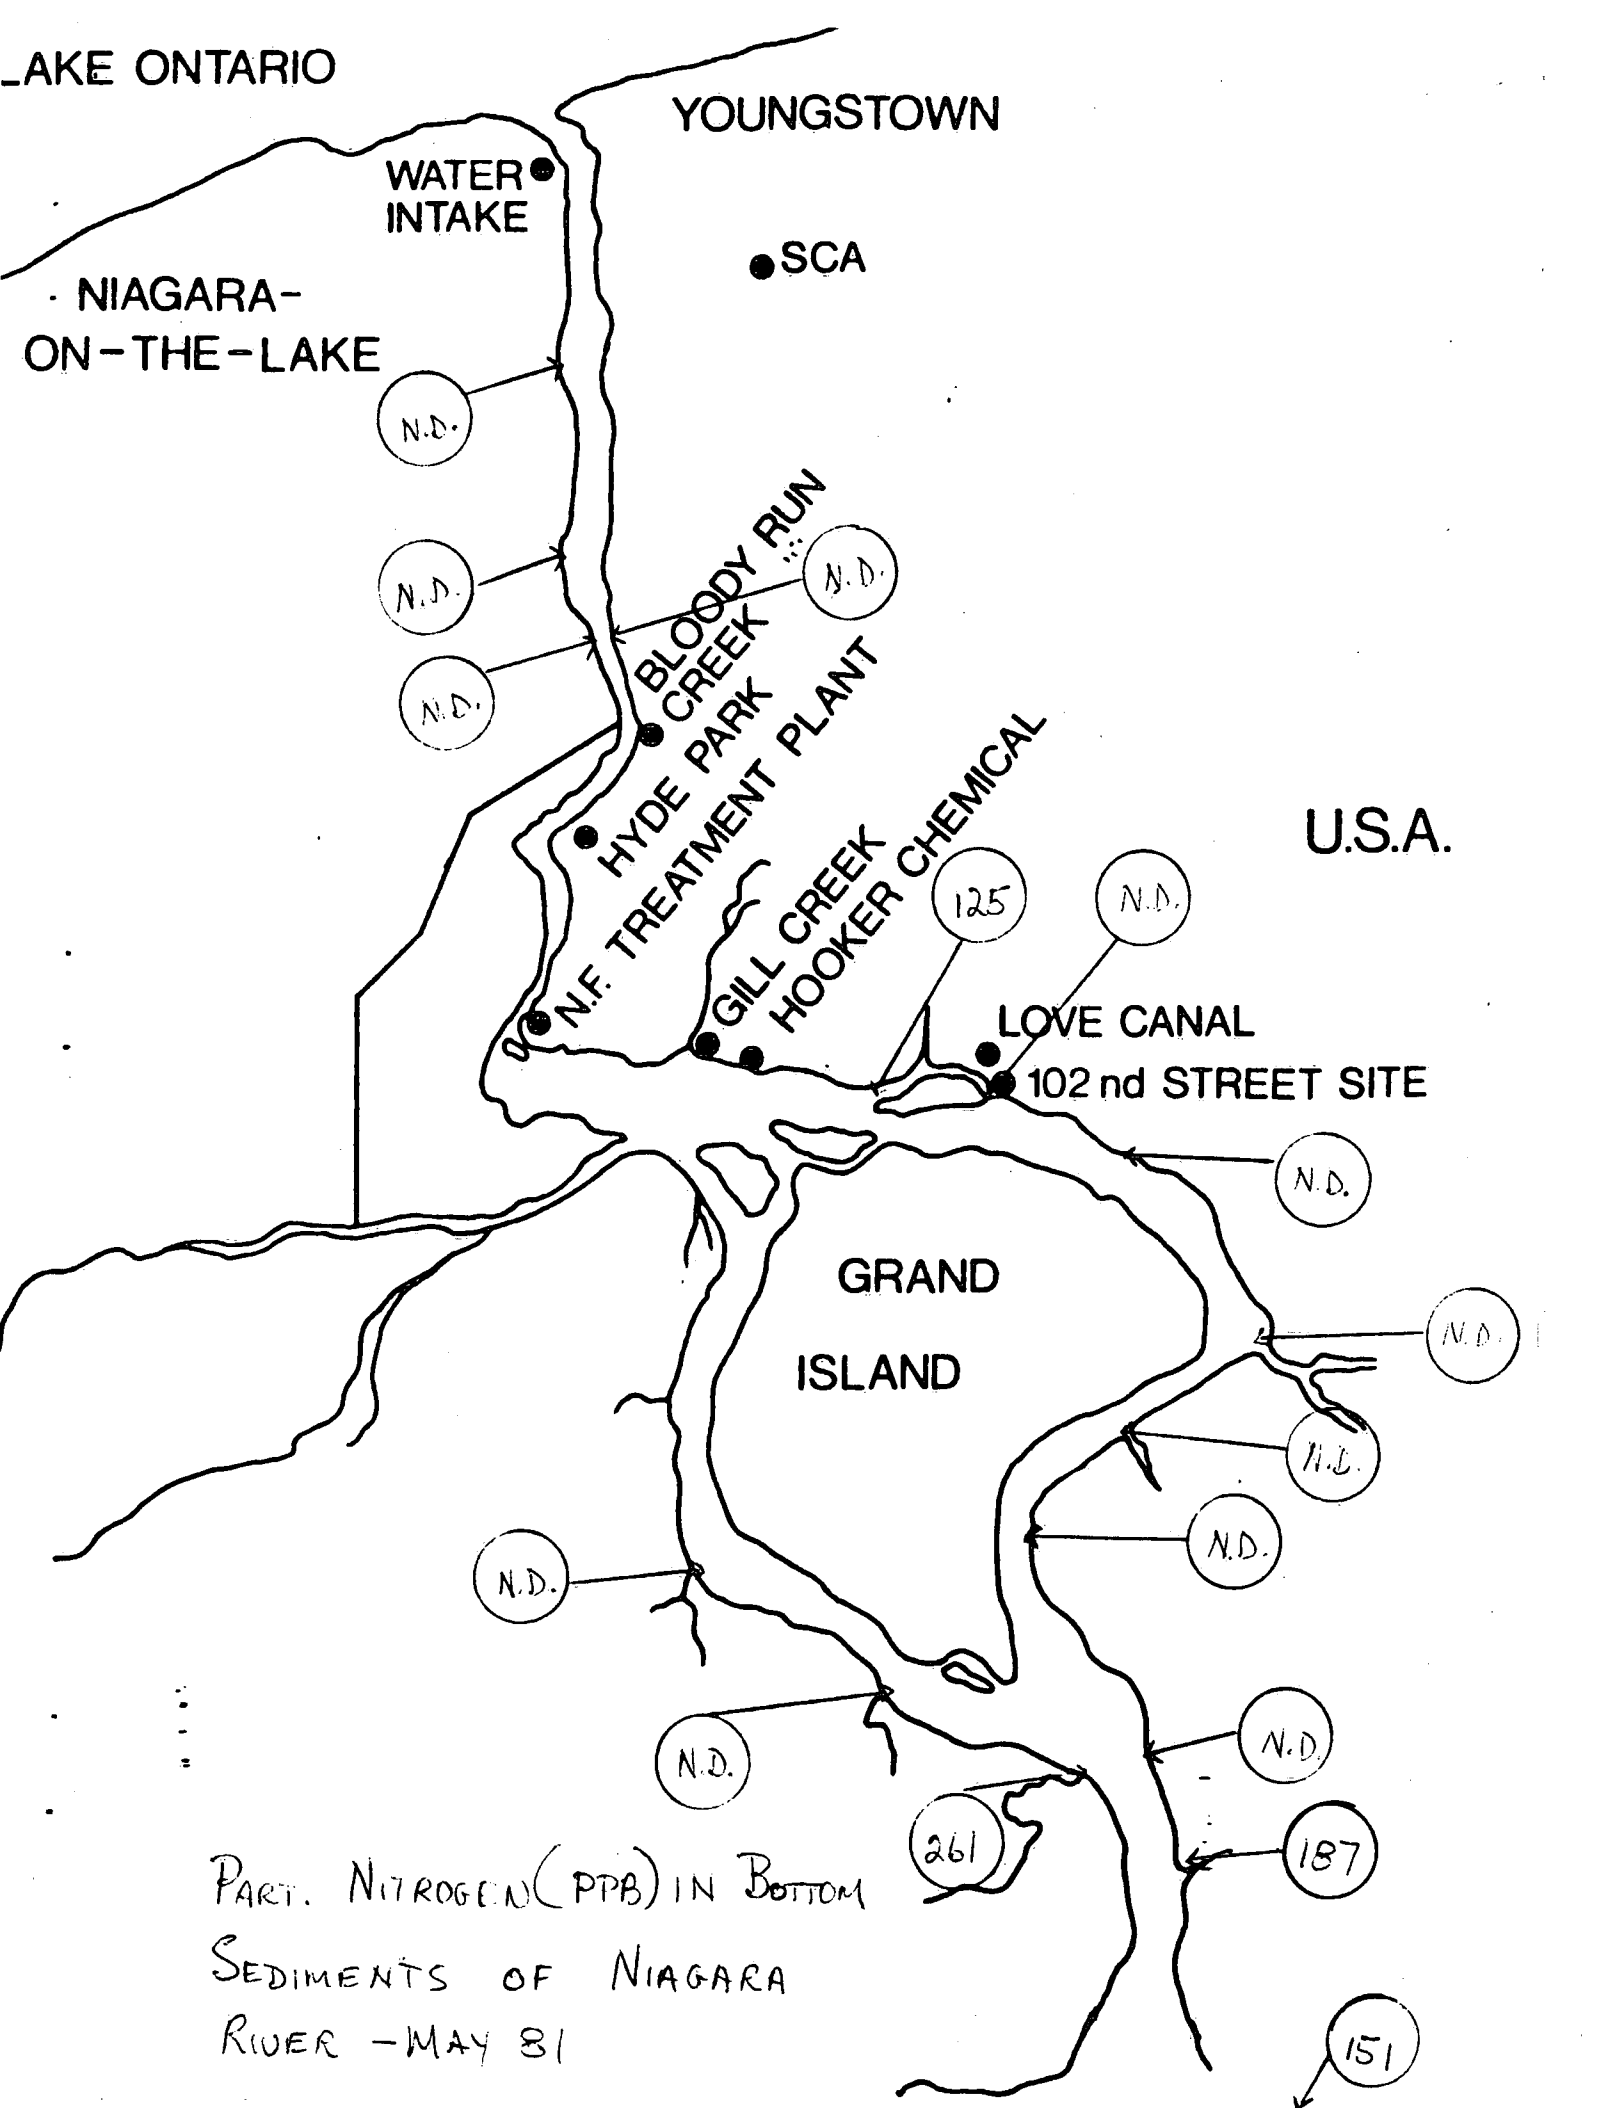 LAKE ONTARIO
YOUNGSTOWN
WATER
INTAKE
SCA
NIAGARA-
ON-THE-LAKE
N.D.
N.D.
N.D.
N.D.
BLOODY RUN
CREEK
HYDE PARK
N.F. TREATMENT PLANT
GILL CREEK
HOOKER CHEMICAL
U.S.A.
125
N.D.
LOVE CANAL
102nd STREET SITE
N.D.
GRAND
ISLAND
N.D.
N.D.
N.D.
N.D.
N.D.
N.D.
261
187
PART. NITROGEN (PPB) IN BOTTOM
SEDIMENTS OF NIAGARA
RIVER - MAY 81
151